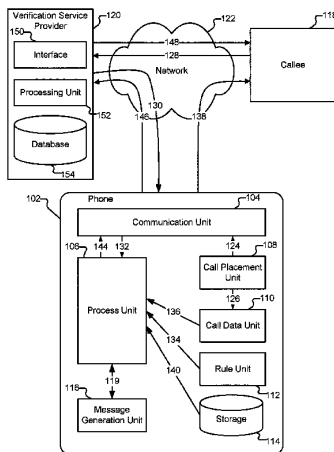 Verification Service
Provider
120
150
Interface
Processing Unit
152
Database
154
122
148
128
Network
130
146
138
118
Callee
102
Phone
104
Communication Unit
106
144
132
124
108
Process Unit
Call Placement
Unit
126
110
136
Call Data Unit
134
140
Rule Unit
112
119
116
Message
Generation Unit
Storage
114